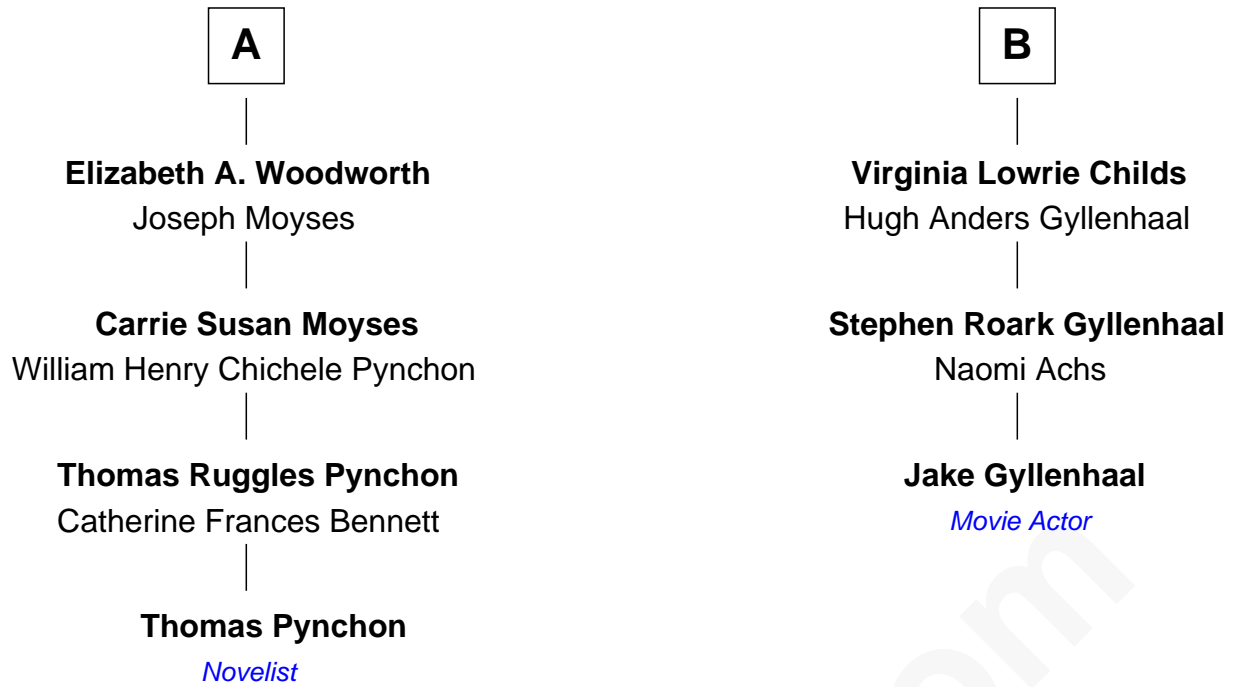 A
Elizabeth A. Woodworth
Joseph Moyses
Carrie Susan Moyses
William Henry Chichele Pynchon
Thomas Ruggles Pynchon
Catherine Frances Bennett
Thomas Pynchon
Novelist
B
Virginia Lowrie Childs
Hugh Anders Gyllenhaal
Stephen Roark Gyllenhaal
Naomi Achs
Jake Gyllenhaal
Movie Actor
om